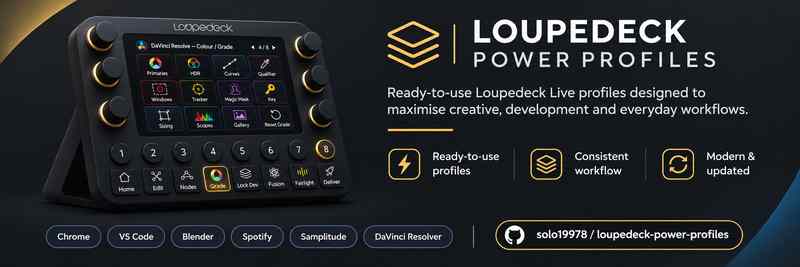 Loupedeck
DaVinci Resolve – Colour / Grade
4 / 8
Primaries
HDR
Curves
Qualifier
Windows
Tracker
Magic Mask
Key
Sizing
Scopes
Gallery
Reset Grade
1 2 3 4 5 6 7 8
Home
Edit
Nodes
Grade
Lock Dev
Fusion
Fairlight
Deliver
LOUPEDECK
POWER PROFILES
Ready-to-use Loupedeck Live profiles designed to
maximise creative, development and everyday workflows.
Ready-to-use
profiles
Consistent
workflow
Modern &
updated
Chrome
VS Code
Blender
Spotify
Samplitude
DaVinci Resolver
solo19978 / loupedeck-power-profiles